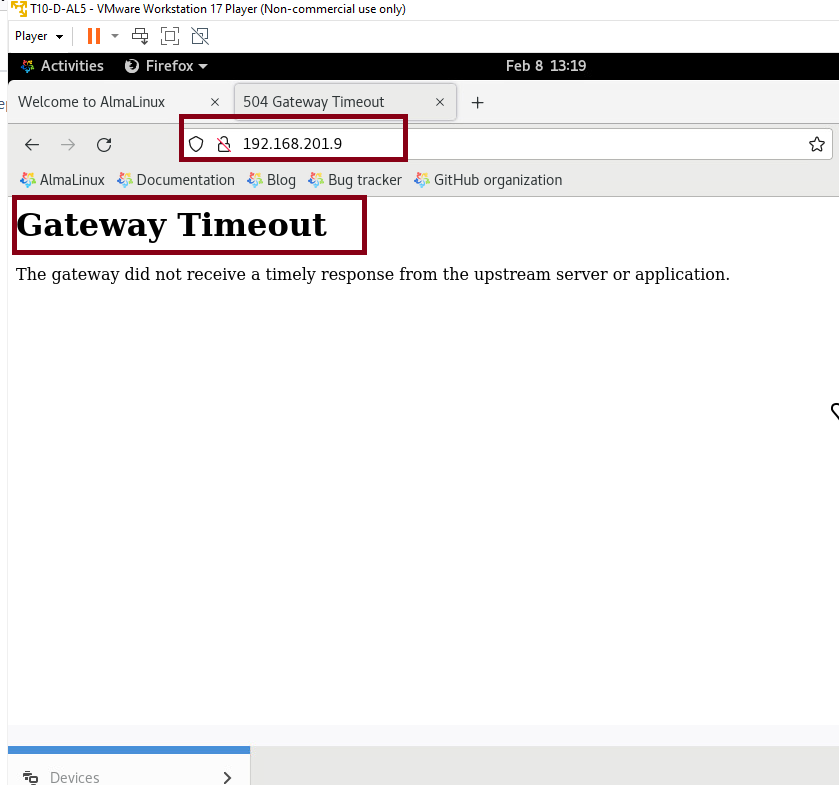 T10-D-AL5 - VMware Workstation 17 Player (Non-commercial use only)
Player
Activities Firefox Feb 8 13:19
Welcome to AlmaLinux × 504 Gateway Timeout × +
192.168.201.9
AlmaLinux Documentation Blog Bug tracker GitHub organization
Gateway Timeout
The gateway did not receive a timely response from the upstream server or application.
Devices